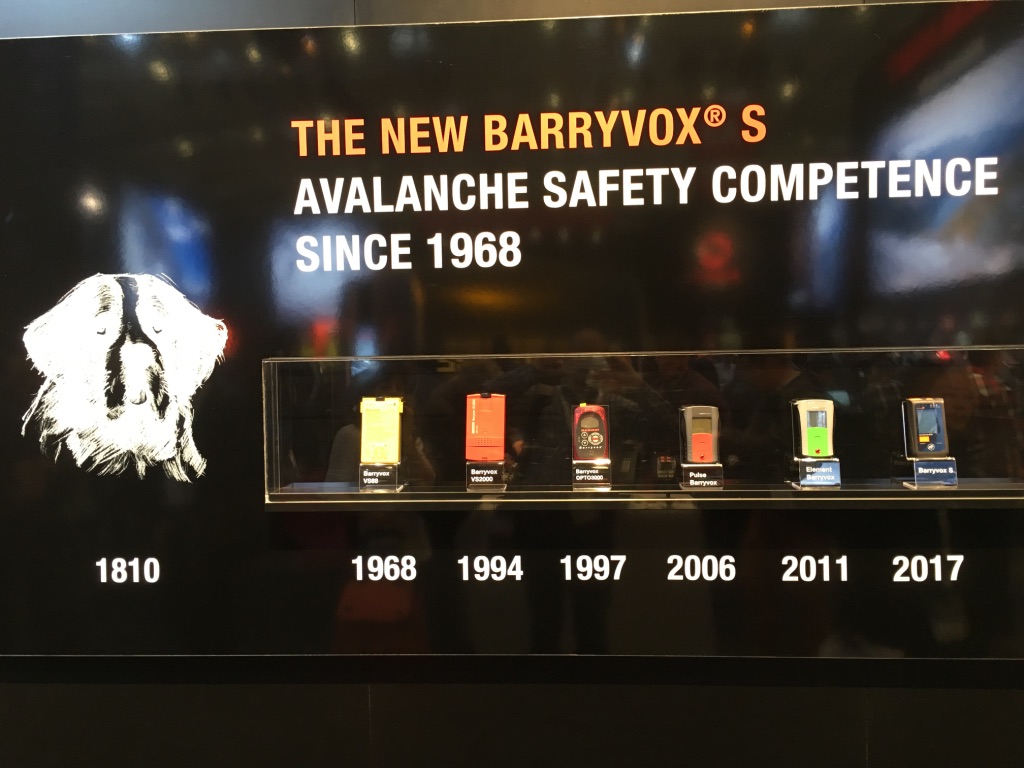 THE NEW BARRYVOX® S
AVALANCHE SAFETY COMPETENCE
SINCE 1968
Barryvox
VS68
Barryvox
VS2000
Barryvox
OPTO3000
Pulse
Barryvox
Element
Barryvox
Barryvox S
1810
1968
1994
1997
2006
2011
2017